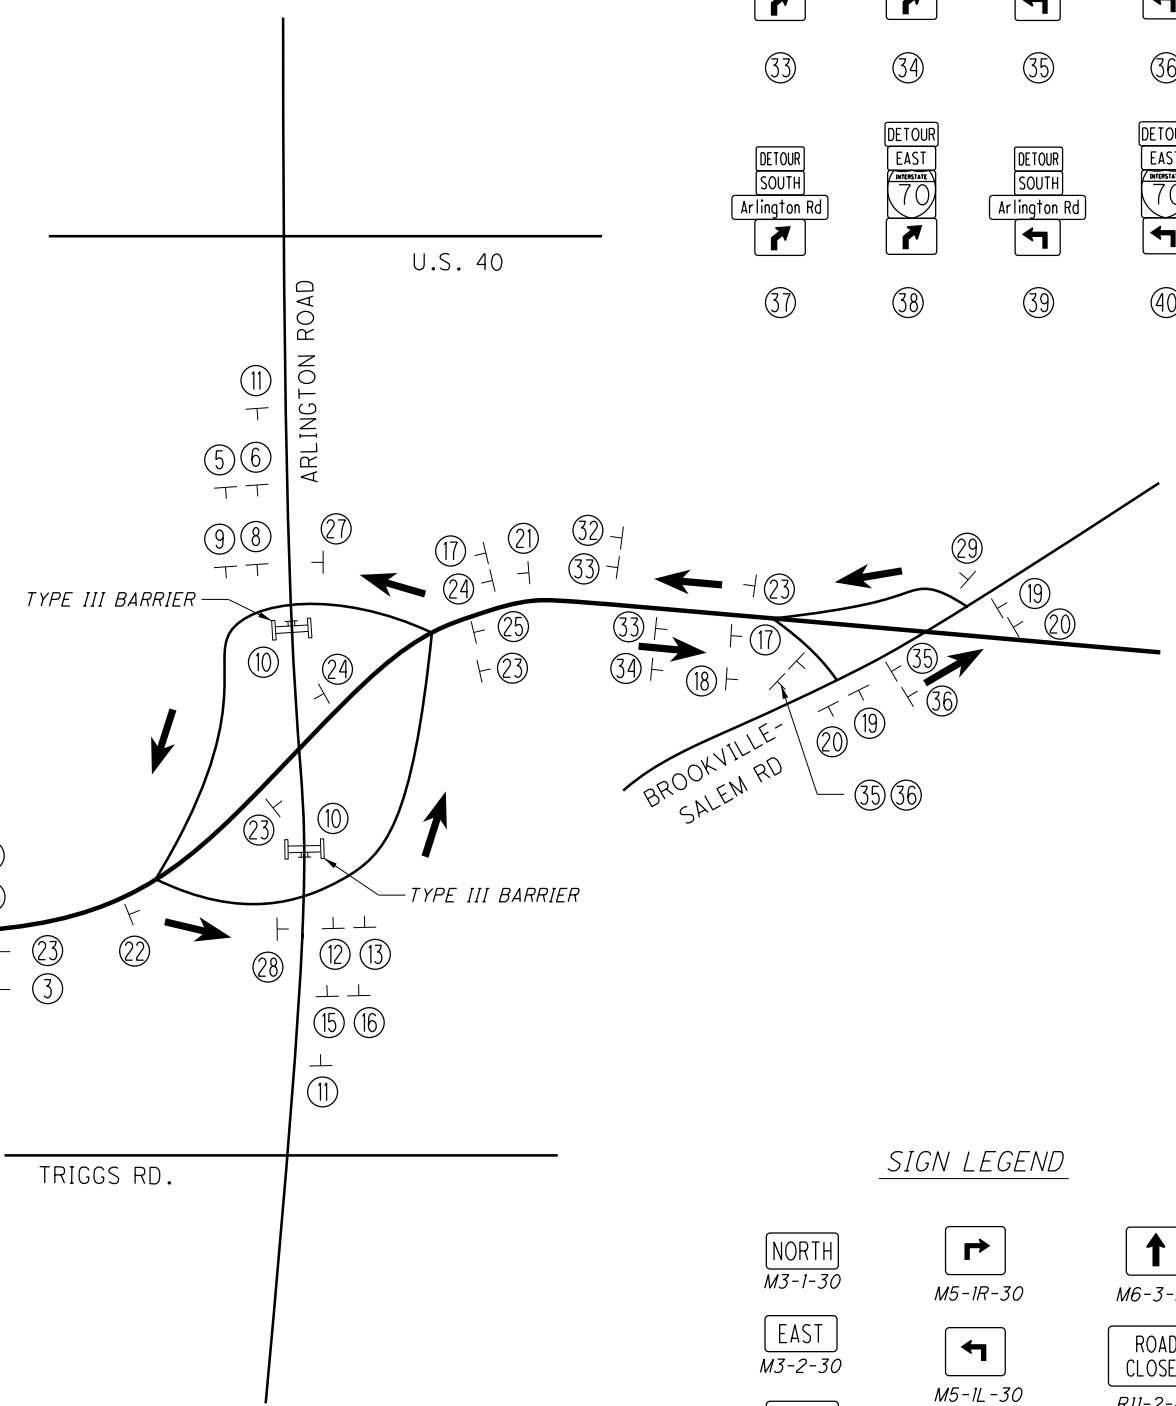 33 34 35 36
DETOUR SOUTH Arlington Rd
DETOUR EAST INTERSTATE 70
DETOUR SOUTH Arlington Rd
37 38 39 40
U.S. 40
ARLINGTON ROAD
11
5 6
9 8
27
17 21 32
24 33
29
TYPE III BARRIER
10
23
19
20
25 33 17
23 34 18
35
36
24
20 19
BROOKVILLE-
SALEM RD
35 36
23 10
TYPE III BARRIER
23 22 28 12 13
3
15 16
11
TRIGGS RD.
SIGN LEGEND
NORTH
M3-1-30
M5-1R-30
EAST
M3-2-30
M5-1L-30
ROAD